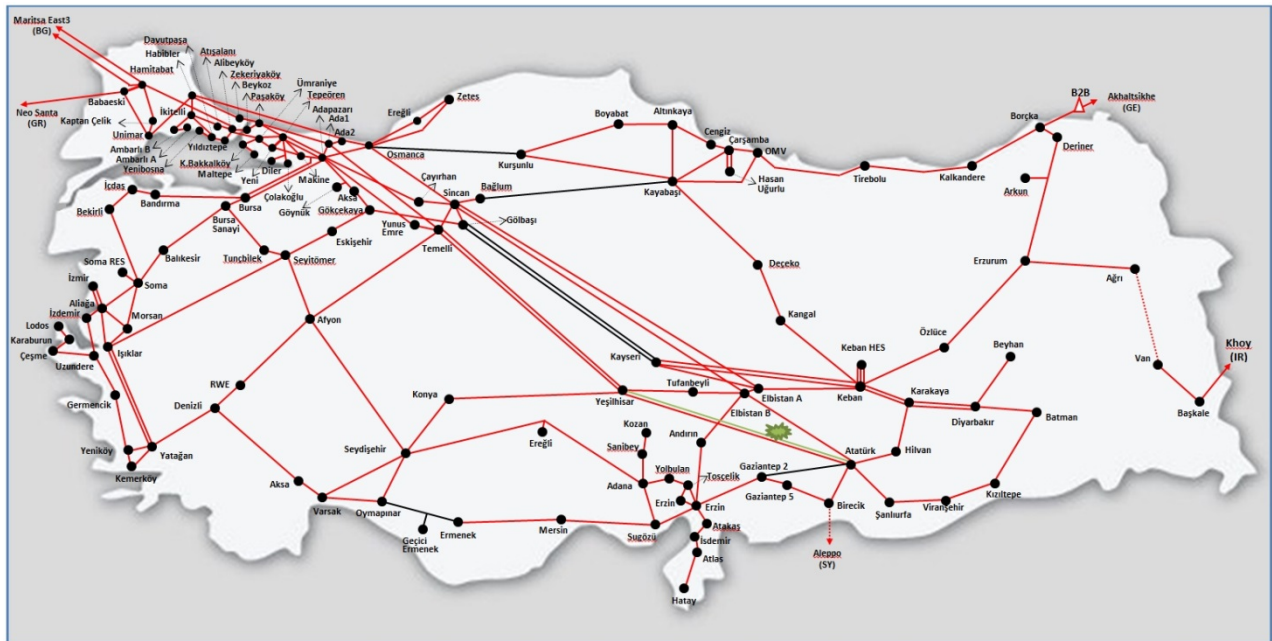 Maritsa East3
(BG)
Davutpaşa
Habibler
Hamitabat
Atışalanı
Alibeyköy
Zekeriyaköy
Beykoz
Paşaköy
Ümraniye
Tepeören
Adapazarı
Ada1
Ada2
Zetes
Ereğli
Osmanca
Boyabat
Altınkaya
Cengiz
Çarşamba
OMV
B2B
Akhaltsikhe
(GE)
Borçka
Deriner
Babaeski
Neo Santa
(GR)
Kaptan Çelik
Unimar
İkitelli
Ambarlı B
Ambarlı A
Yenibosna
Yıldıztepe
K.Bakkalköy
Maltepe
Yeni
Diler
Çolakoğlu
Makine
Göynük
Aksa
Gökçekaya
Kurşunlu
Kayabaşı
Hasan
Uğurlu
Tirebolu
Kalkandere
Arkun
Çayırhan
Sincan
Bağlum
Gölbaşı
Yunus
Emre
Temelli
İçdaş
Bekirli
Bandırma
Bursa
Bursa
Sanayi
Balıkesir
Tunçbilek
Seyitömer
Eskişehir
Deçeko
Kangal
Erzurum
Ağrı
Soma RES
İzmir
Soma
Aliağa
İzdemir
Lodos
Karaburun
Çeşme
Uzundere
Morsan
Işıklar
Afyon
Kayseri
Keban HES
Özlüce
Beyhan
Van
Khoy
(IR)
Başkale
RWE
Denizli
Germencik
Yeniköy
Kemerköy
Yatağan
Konya
Yeşilhisar
Tufanbeyli
Elbistan A
Elbistan B
Keban
Karakaya
Diyarbakır
Batman
Seydişehir
Ereğli
Kozan
Sanibey
Andırın
Adana
Yolbulan
Tosçelik
Gaziantep 2
Gaziantep 5
Atatürk
Hilvan
Kızıltepe
Viranşehir
Şanlıurfa
Birecik
Aksa
Varsak
Oymapınar
Geçici
Ermenek
Ermenek
Mersin
Sugözü
Erzin
Erzin
Atakaş
İsdemir
Atlas
Hatay
Aleppo
(SY)